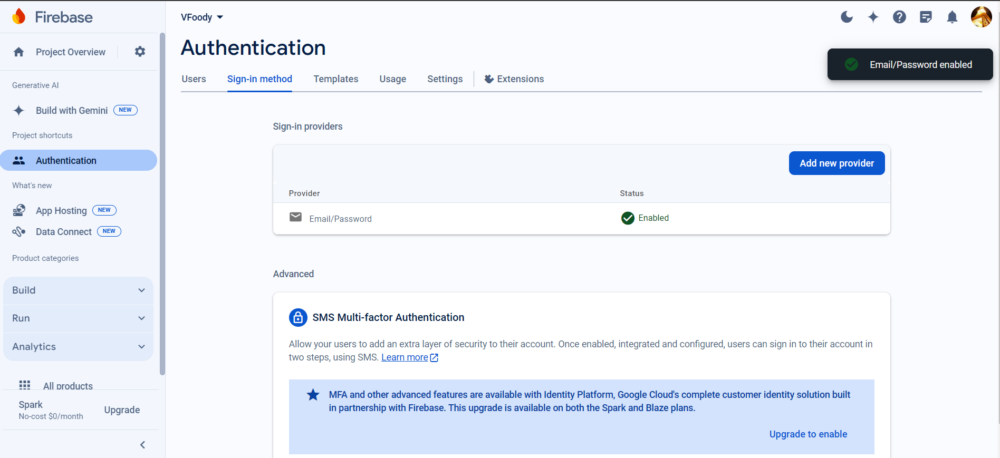 Firebase
Project Overview
Generative AI
Build with Gemini NEW
Project shortcuts
Authentication
What's new
App Hosting NEW
Data Connect NEW
Product categories
Build
Run
Analytics
All products
Spark
No-cost $0/month
Upgrade
VFoody
Authentication
Users Sign-in method Templates Usage Settings Extensions
Email/Password enabled
Sign-in providers
Add new provider
Provider Status
Email/Password Enabled
Advanced
SMS Multi-factor Authentication
Allow your users to add an extra layer of security to their account. Once enabled, integrated and configured, users can sign in to their account in
two steps, using SMS. Learn more
MFA and other advanced features are available with Identity Platform, Google Cloud's complete customer identity solution built
in partnership with Firebase. This upgrade is available on both the Spark and Blaze plans.
Upgrade to enable